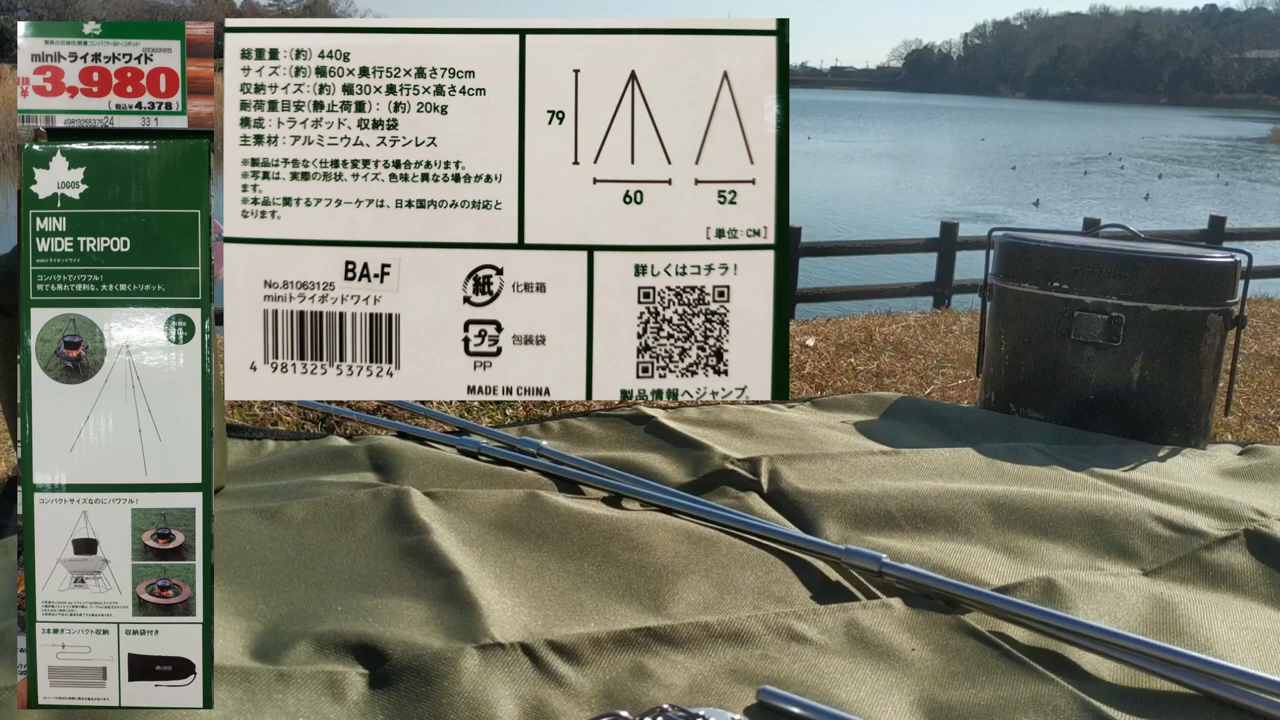 miniトライポッドワイド
税抜
3,980
(税込¥4,378)
4981325537524
33 1
LOGOS
MINI
WIDE TRIPOD
miniトライポッドワイド
コンパクトでパワフル!
何でも吊れて便利な、大きく開くトリポッド。
コンパクトサイズなのにパワフル!
3本継ぎコンパクト収納
収納袋付き
総重量:(約) 440g
サイズ:(約) 幅60×奥行52×高さ79cm
収納サイズ:(約) 幅30×奥行5×高さ4cm
耐荷重目安(静止荷重):(約) 20kg
構成:トライポッド、収納袋
主素材:アルミニウム、ステンレス
※製品は予告なく仕様を変更する場合があります。
※写真は、実際の形状、サイズ、色味と異なる場合があり
ます。
※本品に関するアフターケアは、日本国内のみの対応と
なります。
79
60
52
[単位:CM]
BA-F
No.81063125
miniトライポッドワイド
4 981325 537524
紙
化粧箱
プラ
包装袋
PP
MADE IN CHINA
詳しくはコチラ!
製品情報へジャンプ。